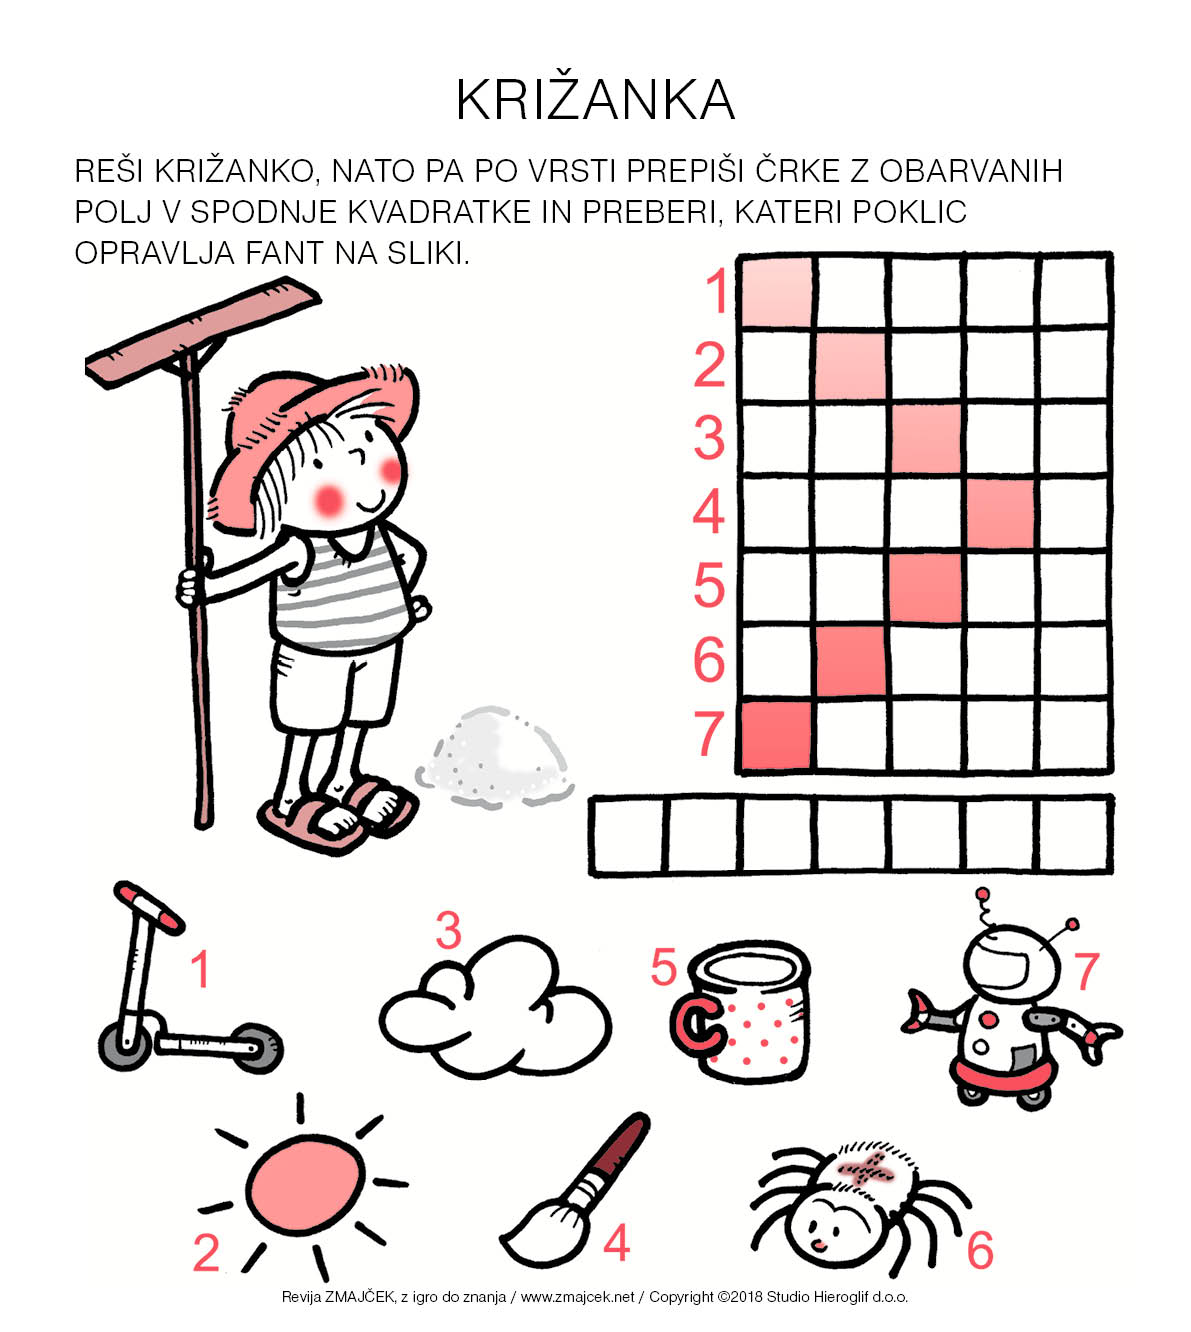 KRIŽANKA
REŠI KRIŽANKO, NATO PA PO VRSTI PREPIŠI ČRKE Z OBARVANIH
POLJ V SPODNJE KVADRATKE IN PREBERI, KATERI POKLIC
OPRAVLJA FANT NA SLIKI.
1
2
3
4
5
6
7
1
3
5
7
2
4
6
Revija ZMAJČEK, z igro do znanja / www.zmajcek.net / Copyright ©2018 Studio Hieroglif d.o.o.